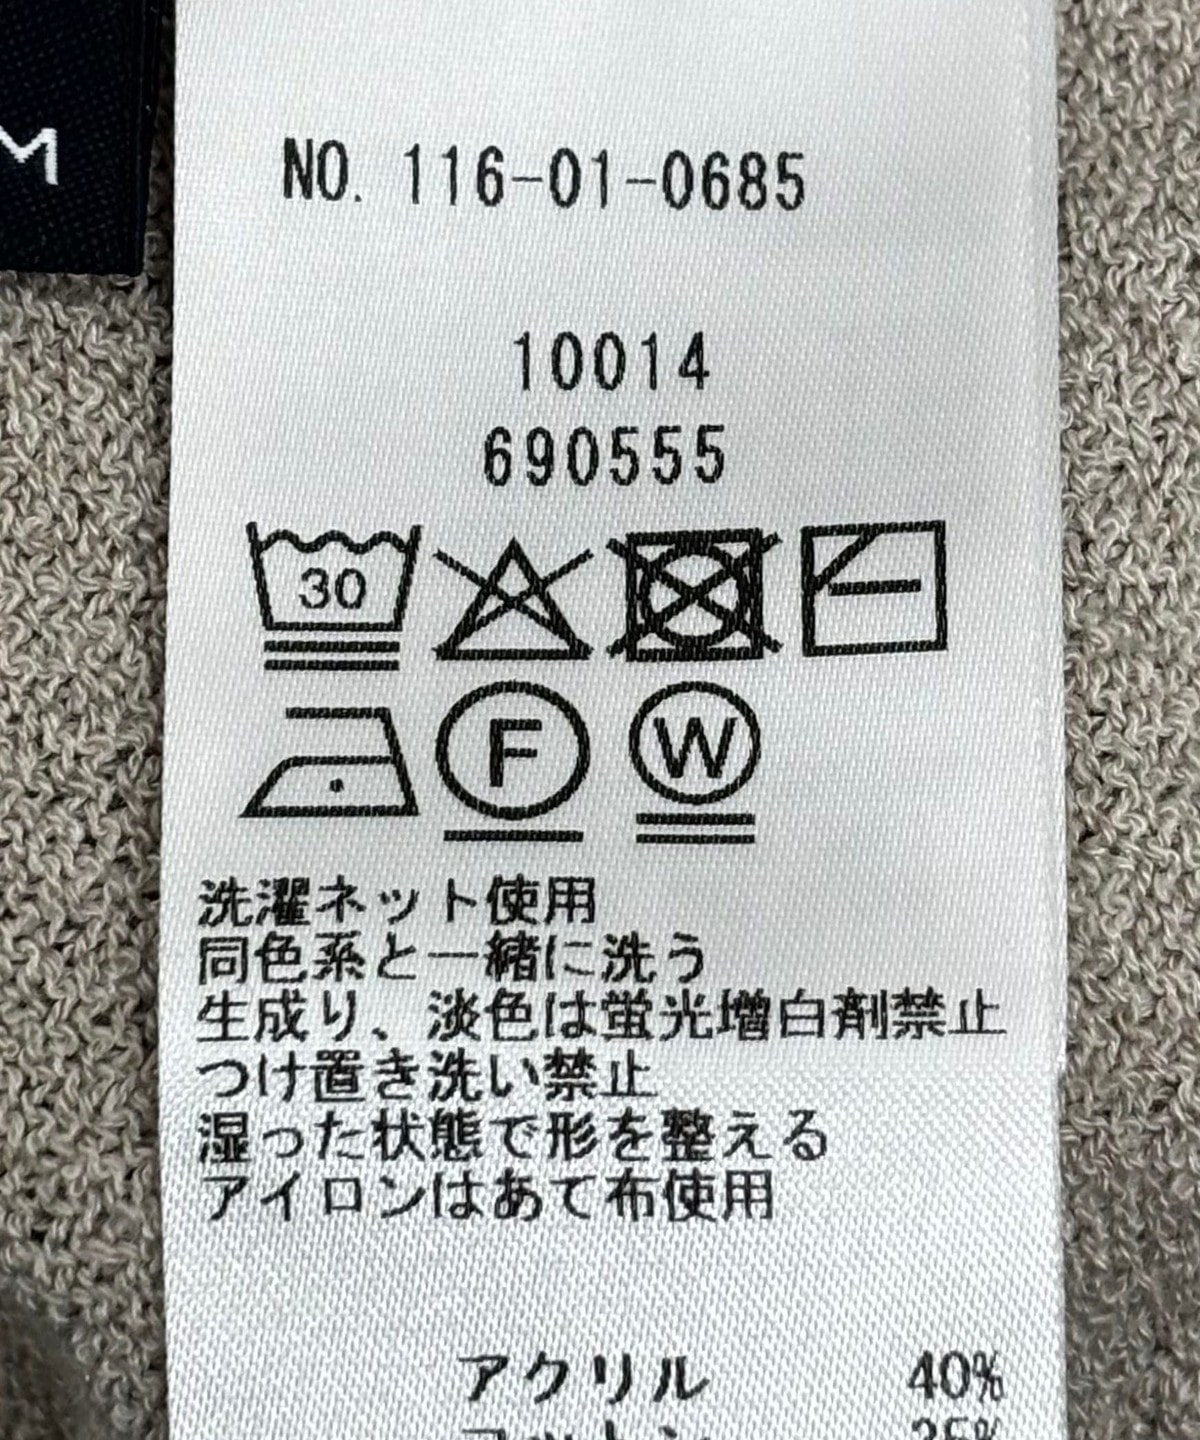 M
NO. 116-01-0685
10014
690555
30
F
W
洗濯ネット使用
同色系と一緒に洗う
生成り、淡色は蛍光増白剤禁止
つけ置き洗い禁止
湿った状態で形を整える
アイロンはあて布使用
アクリル 40%